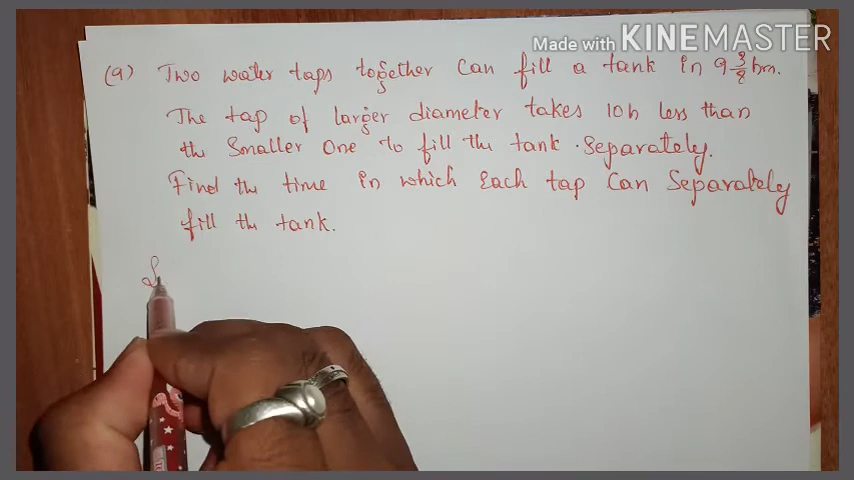 Made with KINEMASTER
(9) Two water taps together can fill a tank in 9 3/8 hrs.
The tap of larger diameter takes 10h less than
the smaller one to fill the tank . Separately.
Find the time in which each tap can Separately
fill the tank.
S